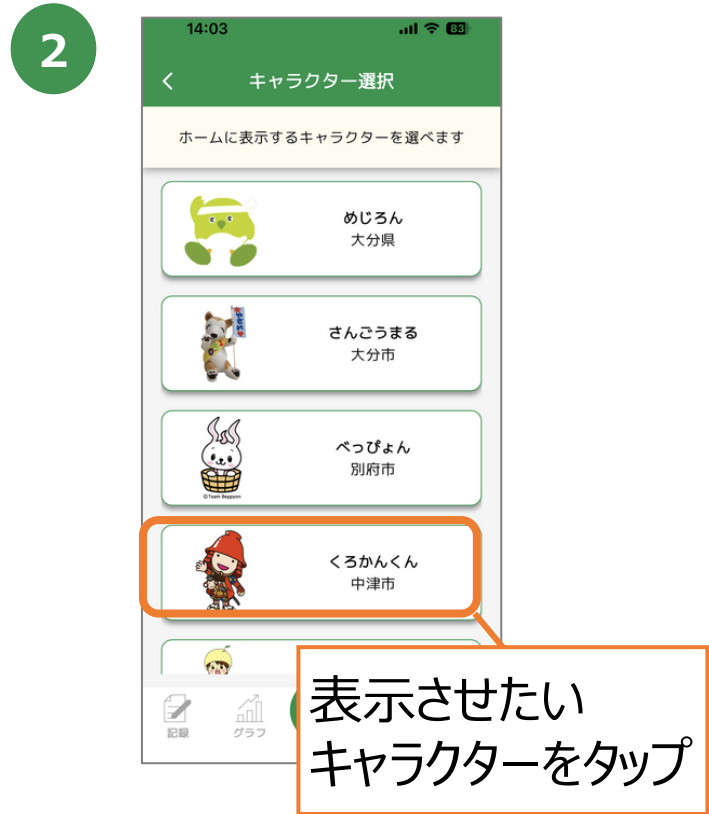 2
14:03
83
キャラクター選択
ホームに表示するキャラクターを選べます
めじろん
大分県
さんごうまる
大分市
べっぴょん
別府市
©Team Beppyon
くろかんくん
中津市
表示させたい
キャラクターをタップ
記録
グラフ